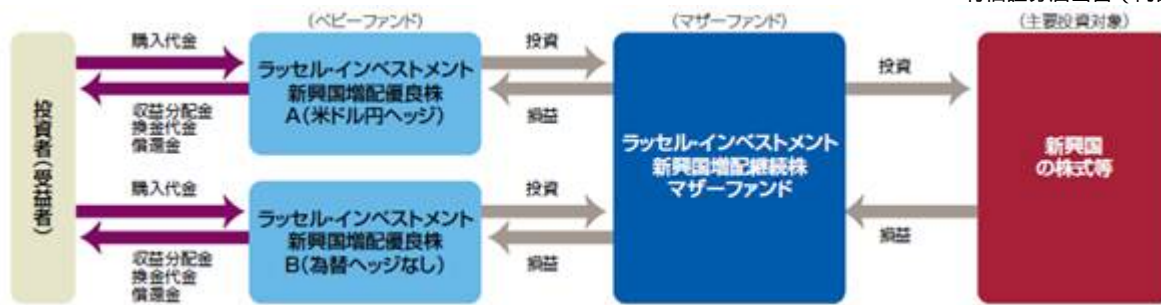 (ベビーファンド)
(マザーファンド)
(主要投資対象)
投資者(受益者)
購入代金
収益分配金
換金代金
償還金
ラッセル・インベストメント
新興国増配優良株
A(米ドル円ヘッジ)
投資
損益
購入代金
収益分配金
換金代金
償還金
ラッセル・インベストメント
新興国増配優良株
B(為替ヘッジなし)
投資
損益
ラッセル・インベストメント
新興国増配継続株
マザーファンド
投資
損益
新興国
の株式等